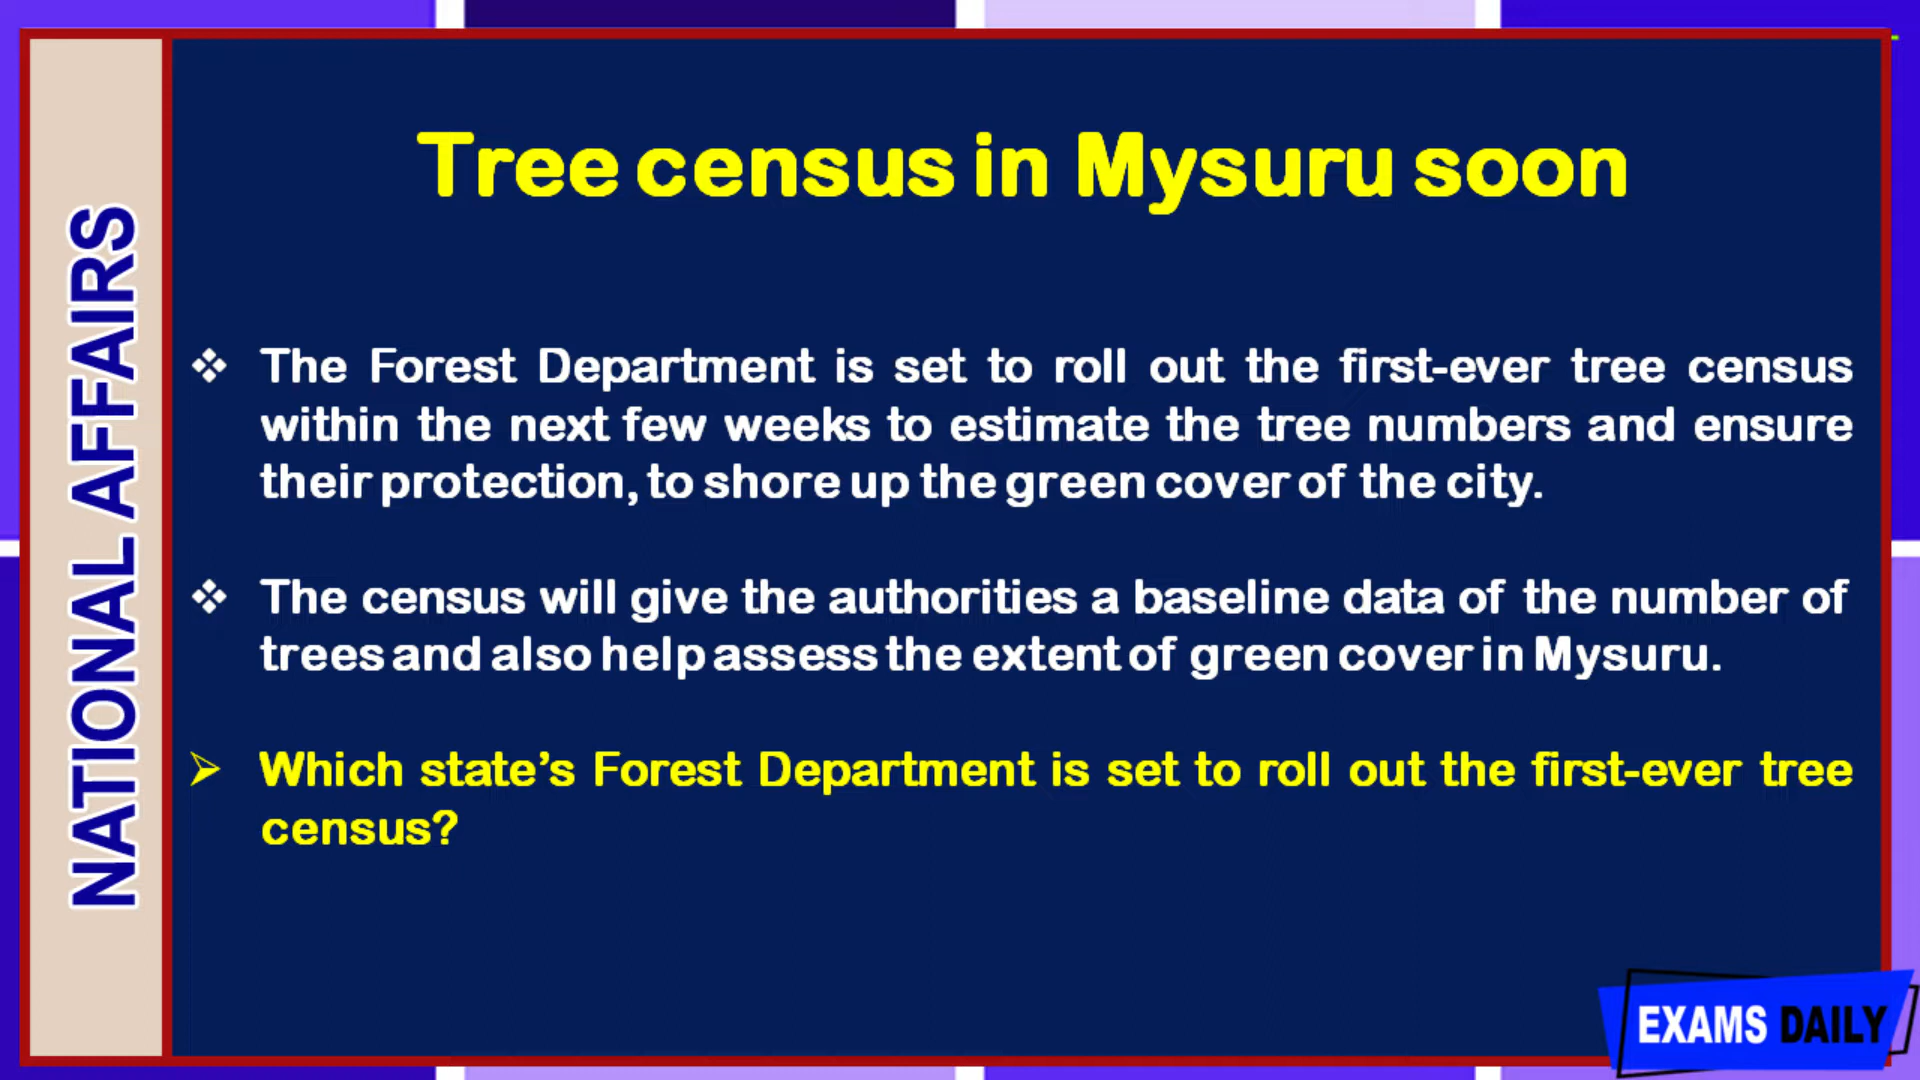 Tree census in Mysuru soon
NATIONAL AFFAIRS
❖ The Forest Department is set to roll out the first-ever tree census
within the next few weeks to estimate the tree numbers and ensure
their protection, to shore up the green cover of the city.
❖ The census will give the authorities a baseline data of the number of
trees and also help assess the extent of green cover in Mysuru.
➢ Which state’s Forest Department is set to roll out the first-ever tree
census?
EXAMS DAILY